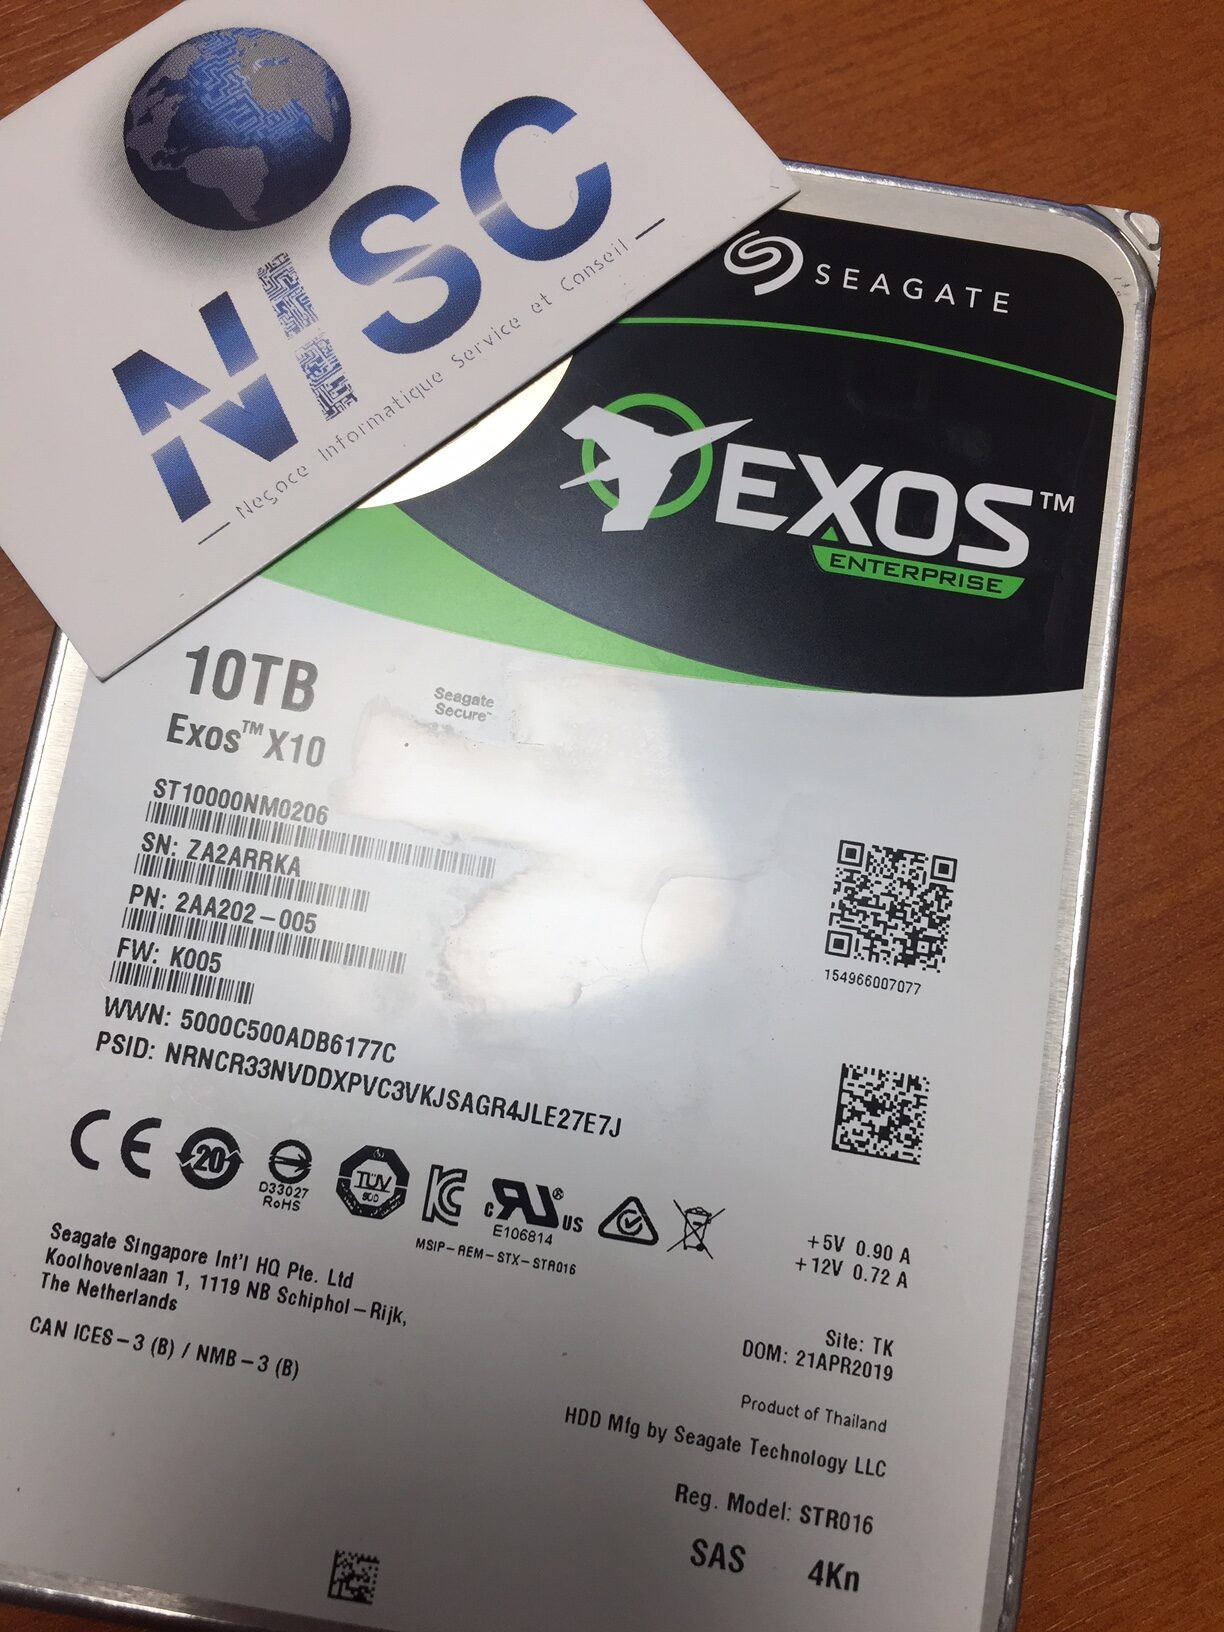 NISC
Negoce Informatique Service et Conseil
SEAGATE
EXOS™
ENTERPRISE
10TB
Exos™ X10
Seagate
Secure™
ST10000NM0206
SN: ZA2ARRKA
PN: 2AA202-005
FW: K005
WWN: 5000C500ADB6177C
PSID: NRNCR33NVDDXPVC3VKJSAGR4JLE27E7J
154966007077
CE
20
D33027
RoHS
TÜV
SÜD
c RU ® US
E106814
MSIP-REM-STX-STR016
+5V 0.90 A
+12V 0.72 A
Seagate Singapore Int'l HQ Pte. Ltd
Koolhovenlaan 1, 1119 NB Schiphol-Rijk,
The Netherlands
CAN ICES-3 (B) / NMB-3 (B)
Site: TK
DOM: 21APR2019
Product of Thailand
HDD Mfg by Seagate Technology LLC
Reg. Model: STR016
SAS 4Kn